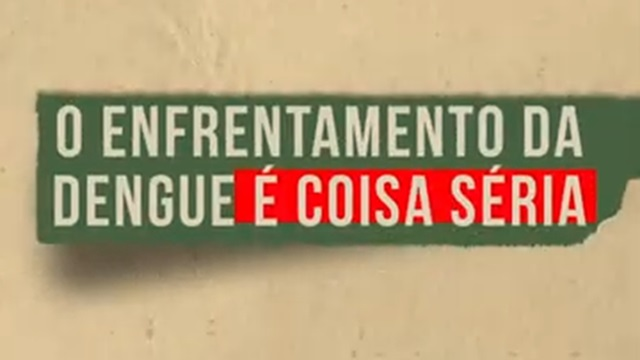 O ENFRENTAMENTO DA
DENGUE É COISA SÉRIA